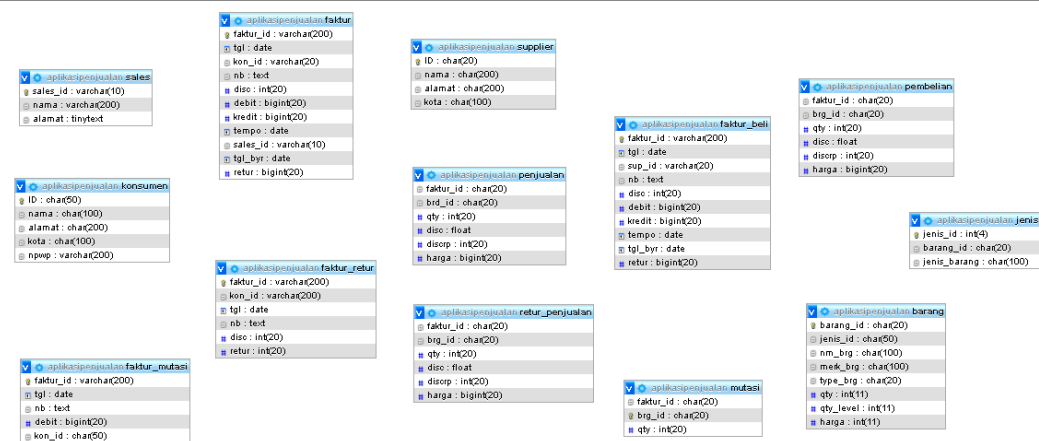 aplikasipenjualan sales
sales_id : varchar(10)
nama : varchar(200)
alamat : tinytext
aplikasipenjualan konsumen
ID : char(50)
nama : char(100)
alamat : char(200)
kota : char(100)
npwp : varchar(200)
aplikasipenjualan faktur_mutasi
faktur_id : varchar(200)
tgl : date
nb : text
debit : bigint(20)
kon_id : char(50)
aplikasipenjualan faktur
faktur_id : varchar(200)
tgl : date
kon_id : varchar(20)
nb : text
disc : int(20)
debit : bigint(20)
kredit : bigint(20)
tempo : date
sales_id : varchar(10)
tgl_byr : date
retur : bigint(20)
aplikasipenjualan faktur_retur
faktur_id : varchar(200)
kon_id : varchar(200)
tgl : date
nb : text
disc : int(20)
retur : int(20)
aplikasipenjualan supplier
ID : char(20)
nama : char(200)
alamat : char(200)
kota : char(100)
aplikasipenjualan penjualan
faktur_id : char(20)
brd_id : char(20)
qty : int(20)
disc : float
discrp : int(20)
harga : bigint(20)
aplikasipenjualan retur_penjualan
faktur_id : char(20)
brg_id : char(20)
qty : int(20)
disc : float
discrp : int(20)
harga : bigint(20)
aplikasipenjualan faktur_beli
faktur_id : varchar(200)
tgl : date
sup_id : varchar(20)
nb : text
disc : int(20)
debit : bigint(20)
kredit : bigint(20)
tempo : date
tgl_byr : date
retur : bigint(20)
aplikasipenjualan mutasi
faktur_id : char(20)
brg_id : char(20)
qty : int(20)
aplikasipenjualan pembelian
faktur_id : char(20)
brg_id : char(20)
qty : int(20)
disc : float
discrp : int(20)
harga : bigint(20)
aplikasipenjualan jenis
jenis_id : int(4)
barang_id : char(20)
jenis_barang : char(100)
aplikasipenjualan barang
barang_id : char(20)
jenis_id : char(50)
nm_brg : char(100)
merk_brg : char(100)
type_brg : char(20)
qty : int(11)
qty_level : int(11)
harga : int(11)